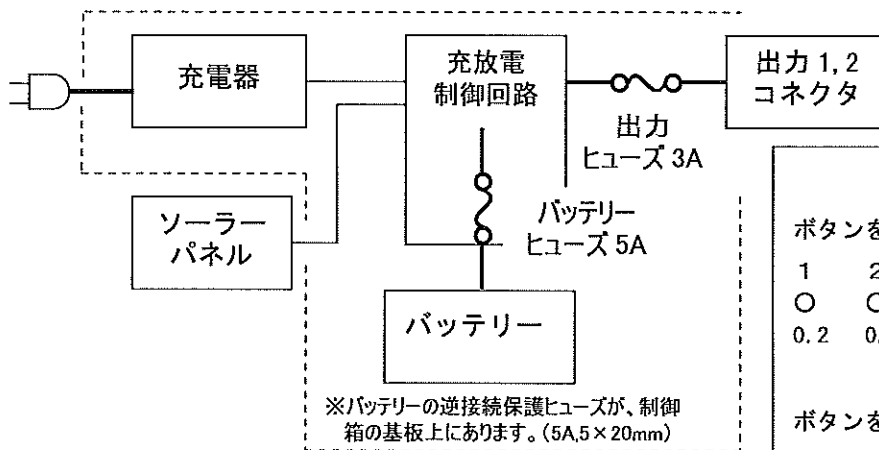 充電器
充放電
制御回路
出力 1,2
コネクタ
出力
ヒューズ 3A
ソーラー
パネル
バッテリー
ヒューズ 5A
バッテリー
※バッテリーの逆接続保護ヒューズが、制御
箱の基板上にあります。(5A,5×20mm)
ボタンを
1 2
0.2 0.
ボタンを